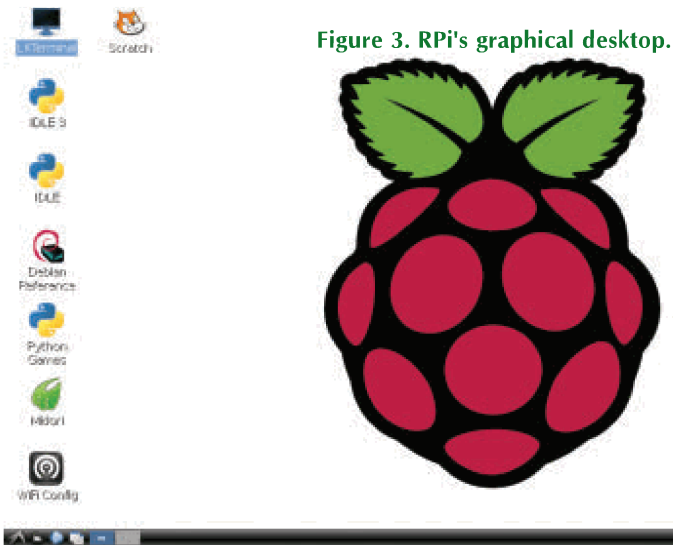 Figure 3. RPi's graphical desktop.
LXTerminal
Scratch
IDLE 3
IDLE
Debian
Reference
Python
Games
Midori
WiFi Config